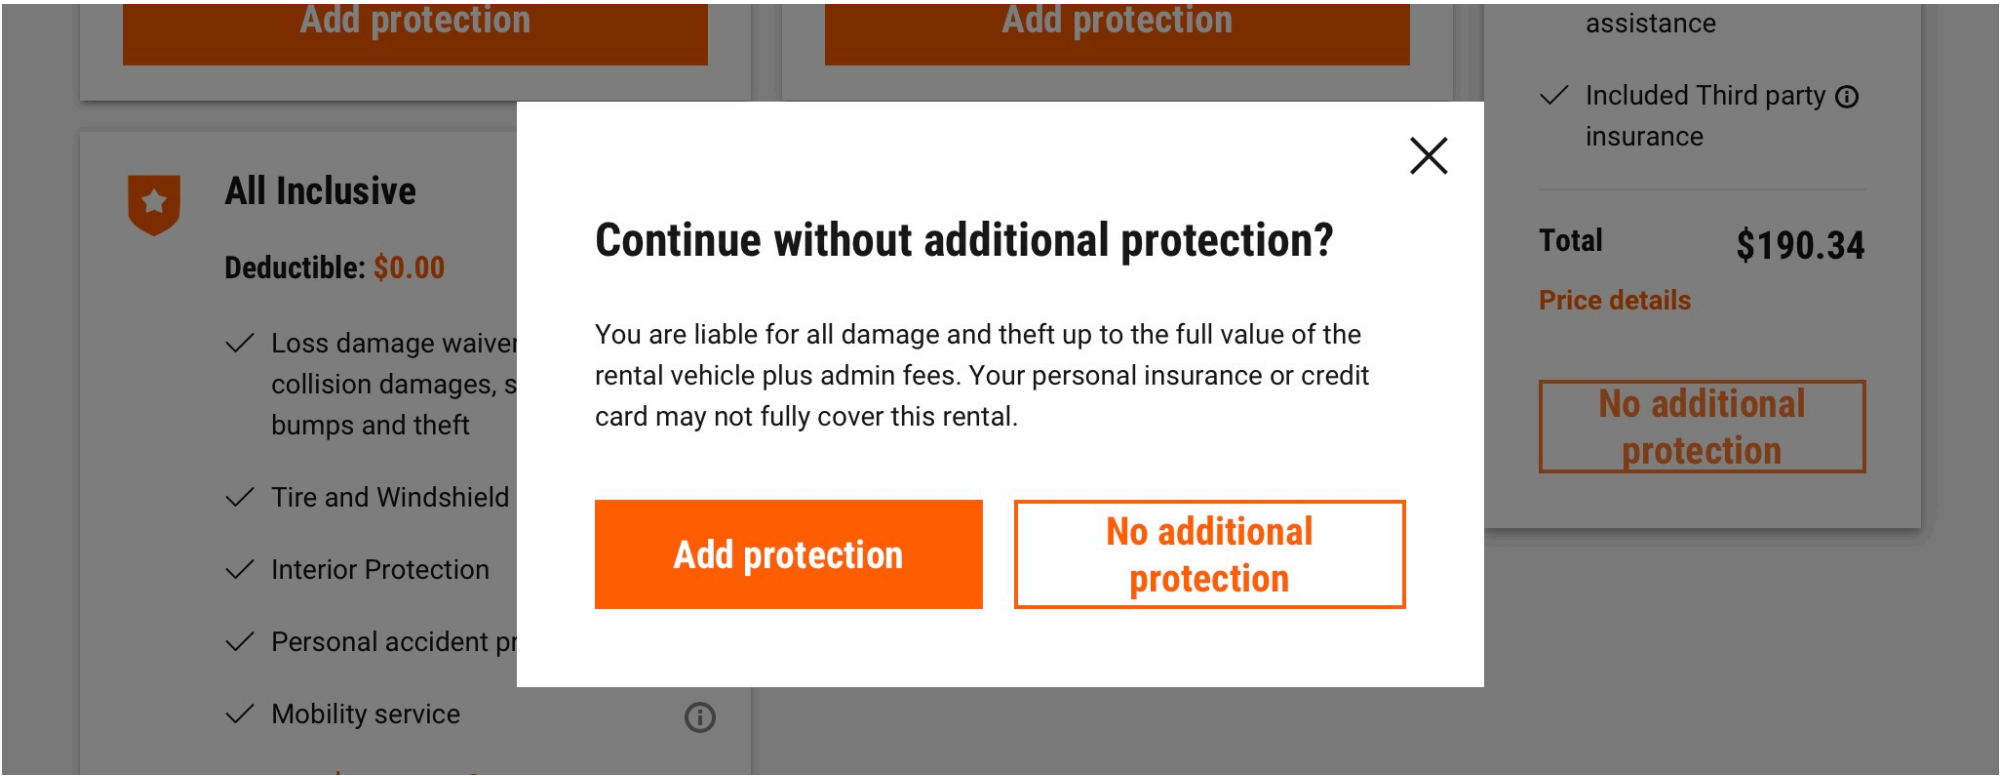 Add protection
Add protection
assistance
Included Third party
insurance
Total $190.34
Price details
No additional
protection
All Inclusive
Deductible: $0.00
Loss damage waiver
collision damages, s
bumps and theft
Tire and Windshield
Interior Protection
Personal accident pr
Mobility service
Continue without additional protection?
You are liable for all damage and theft up to the full value of the
rental vehicle plus admin fees. Your personal insurance or credit
card may not fully cover this rental.
Add protection
No additional
protection